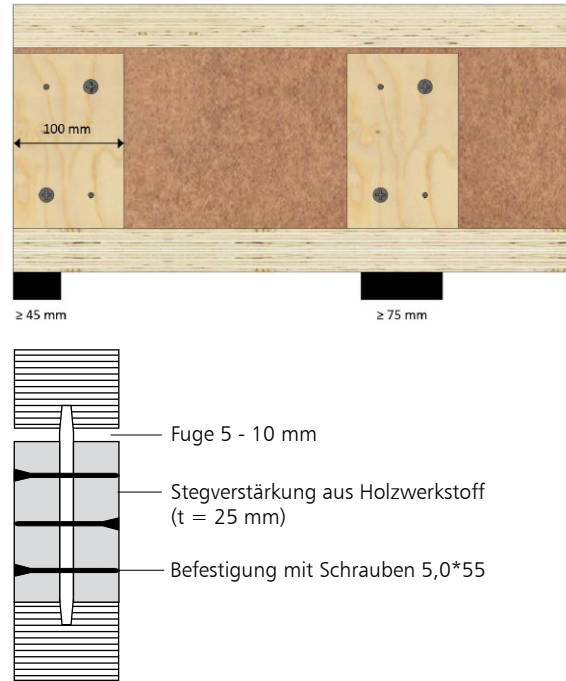 100 mm
≥ 45 mm
≥ 75 mm
Fuge 5 - 10 mm
Stegverstärkung aus Holzwerkstoff
(t = 25 mm)
Befestigung mit Schrauben 5,0*55